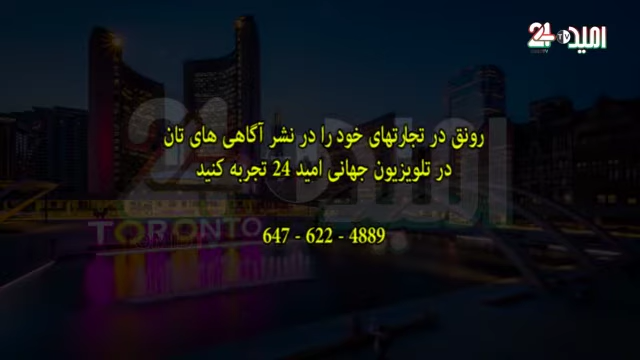 امید TV 24
رونق در تجارتهای خود را در نشر آگاهی های تان
در تلویزیون جهانی امید 24 تجربه کنید
647 - 622 - 4889
TORONTO